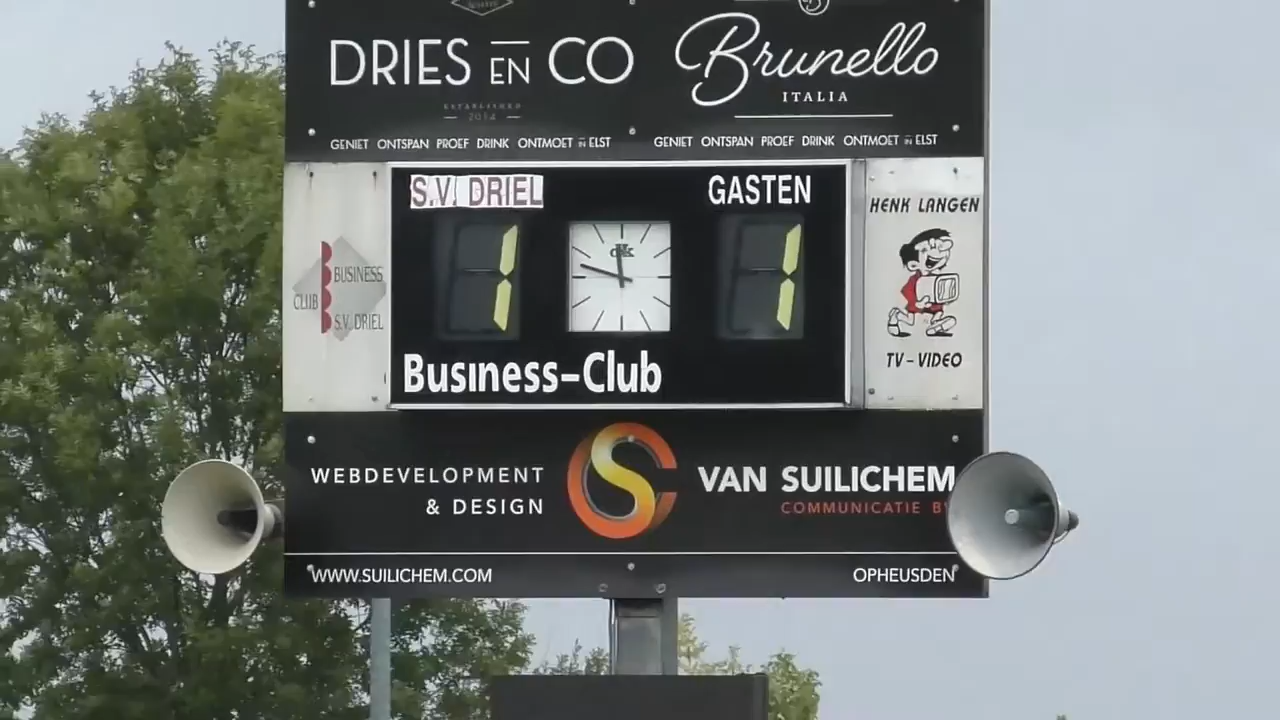 DRIES EN CO
Brunello
ITALIA
ESTABLISHED
2014
GENIET ONTSPAN PROEF DRINK ONTMOET IN ELST
GENIET ONTSPAN PROEF DRINK ONTMOET IN ELST
S.V. DRIEL
GASTEN
1
1
BUSINESS
CLUB
S.V. DRIEL
HENK LANGEN
TV-VIDEO
Business-Club
WEBDEVELOPMENT
& DESIGN
VAN SUILICHEM
COMMUNICATIE B
WWW.SUILICHEM.COM
OPHEUSDEN